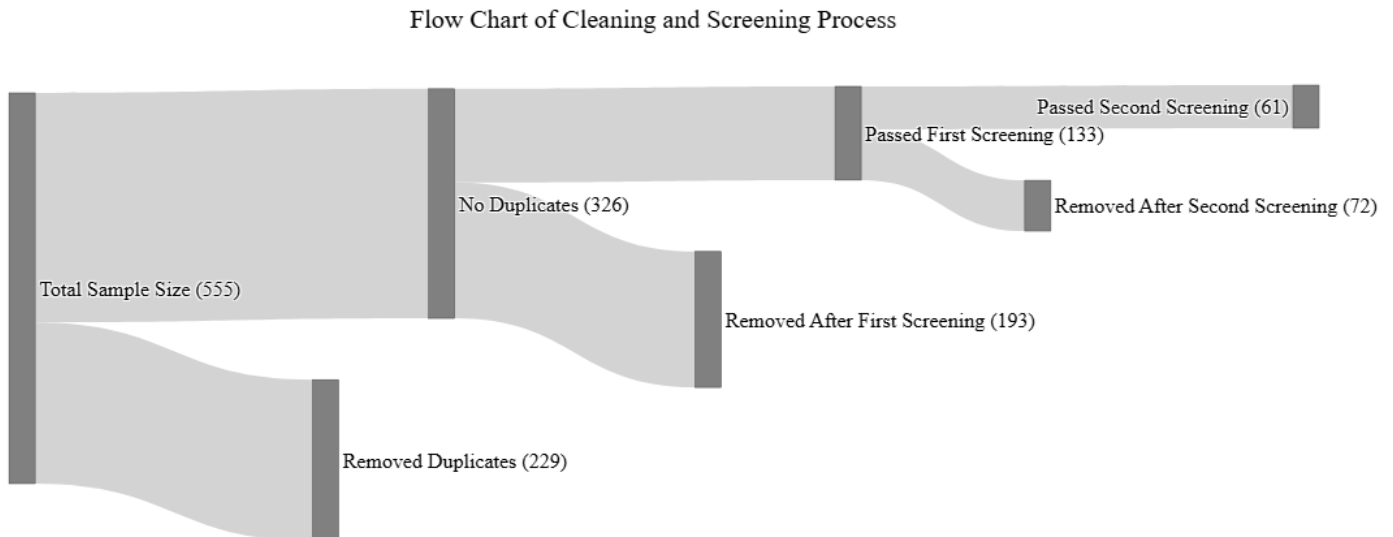 Flow Chart of Cleaning and Screening Process
Passed Second Screening (61)
Passed First Screening (133)
No Duplicates (326)
Removed After Second Screening (72)
Total Sample Size (555)
Removed After First Screening (193)
Removed Duplicates (229)